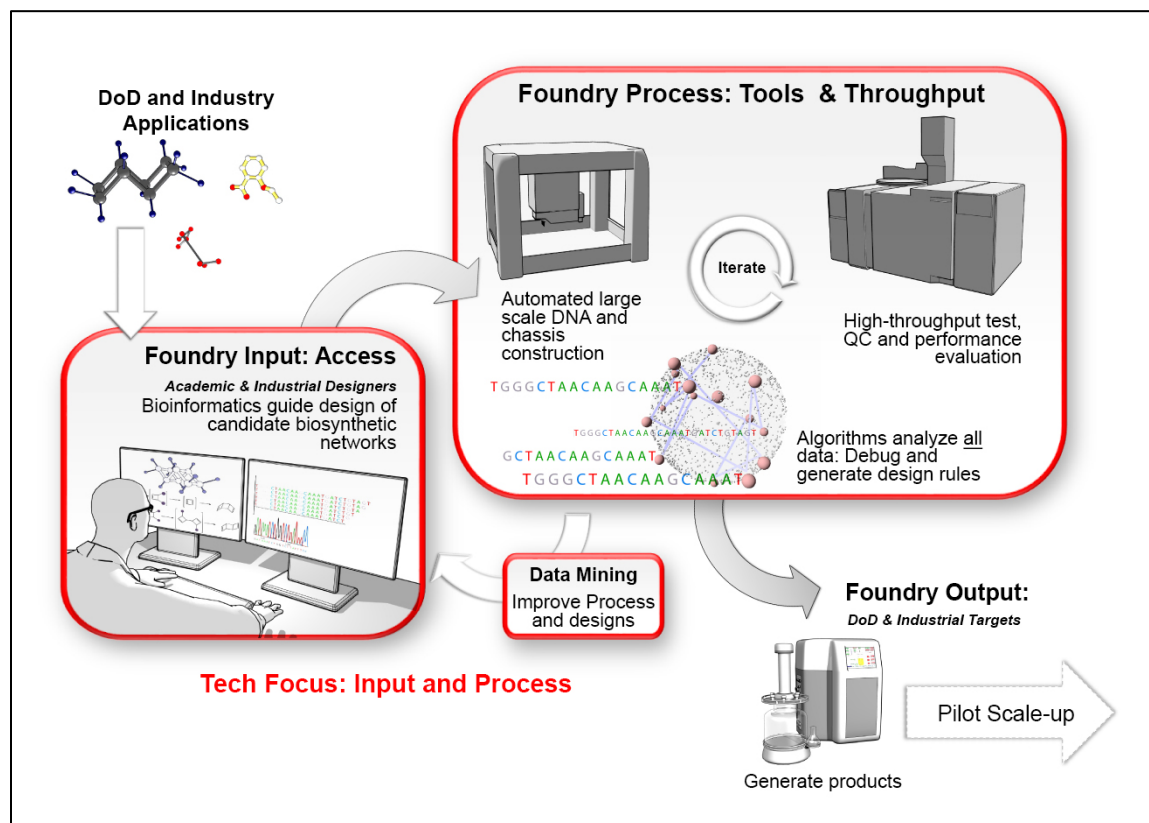 DoD and Industry
Applications
Foundry Process: Tools & Throughput
Iterate
Automated large
scale DNA and
chassis
construction
High-throughput test,
QC and performance
evaluation
Foundry Input: Access
Academic & Industrial Designers
Bioinformatics guide design of
candidate biosynthetic
networks
TGGGCTAACAAGCAAAT
TGGGCTAACAAGCAAATGATCTGTAGT
GCTAACAAGCAAAT
TGGGCTAACAAGCAAAT
Algorithms analyze all
data: Debug and
generate design rules
Data Mining
Improve Process
and designs
Tech Focus: Input and Process
Foundry Output:
DoD & Industrial Targets
Generate products
Pilot Scale-up